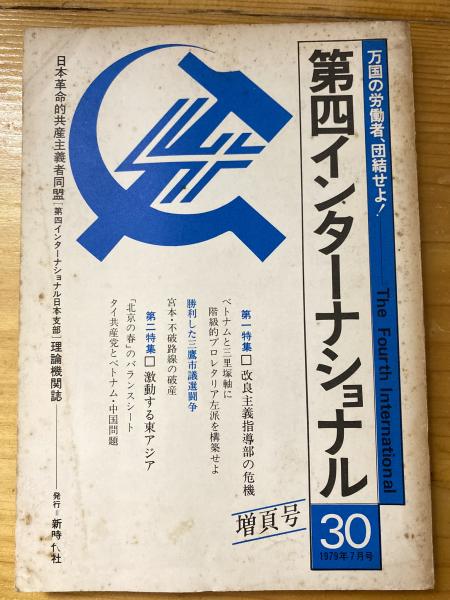 万国の労働者、団結せよ!
The Fourth International
第四インターナショナル
30
1979年7月号
第一特集□改良主義指導部の危機
ベトナムと三里塚軸に
階級的プロレタリア左派を構築せよ
勝利した三鷹市議選闘争
宮本・不破路線の破産
第二特集□激動する東アジア
「北京の春」のバランスシート
タイ共産党とベトナム・中国問題
増頁号
日本革命的共産主義者同盟[第四インターナショナル日本支部]理論機関誌
発行=新時代社